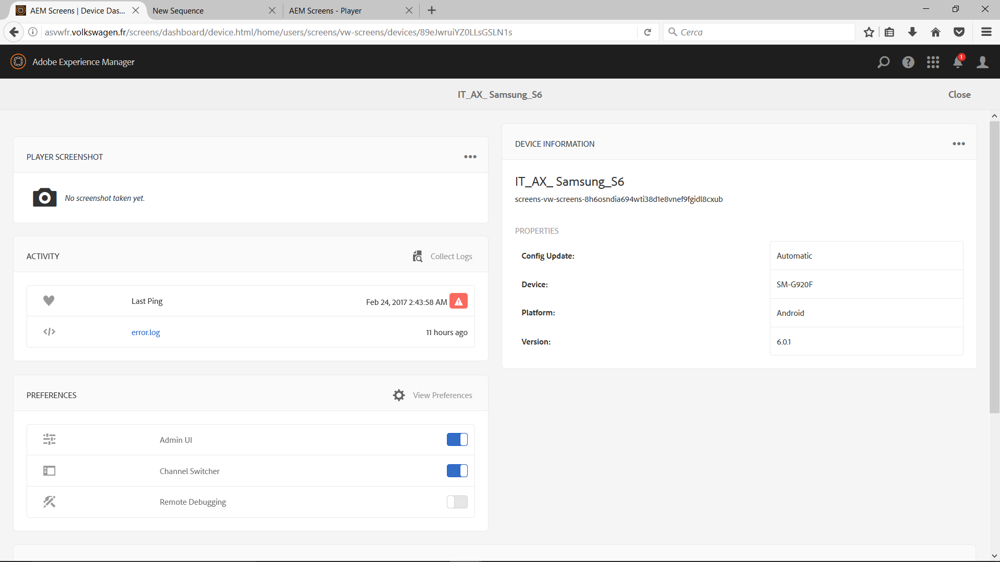 AEM Screens | Device Das...
New Sequence
AEM Screens - Player
asvwfr.volkswagen.fr/screens/dashboard/device.html/home/users/screens/vw-screens/devices/89eJwruiYZ0LLsGSLN1s
Cerca
Adobe Experience Manager
1
IT_AX_ Samsung_S6
Close
PLAYER SCREENSHOT
No screenshot taken yet.
ACTIVITY
Collect Logs
Last Ping
Feb 24, 2017 2:43:58 AM
error.log
11 hours ago
PREFERENCES
View Preferences
Admin UI
Channel Switcher
Remote Debugging
DEVICE INFORMATION
IT_AX_ Samsung_S6
screens-vw-screens-8h6osndia694wti38d1e8vnef9fgidl8cxub
PROPERTIES
Config Update:
Automatic
Device:
SM-G920F
Platform:
Android
Version:
6.0.1